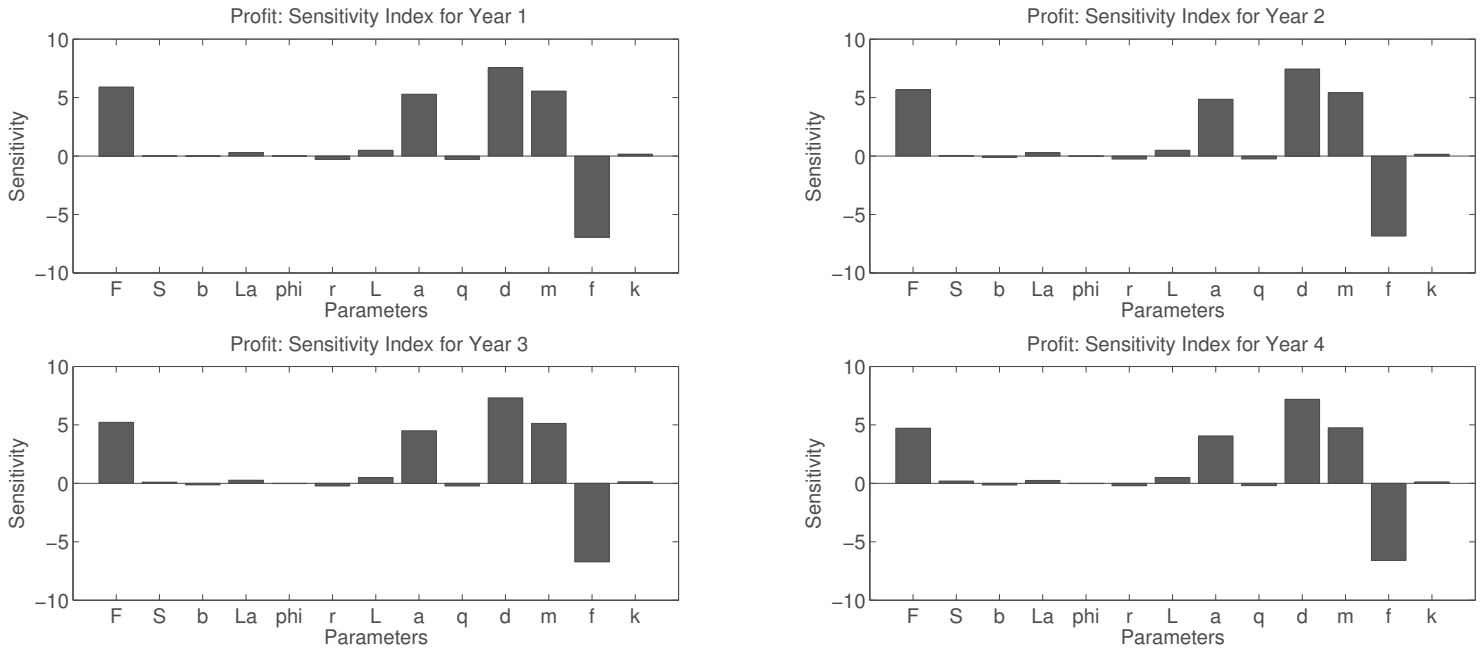 Profit: Sensitivity Index for Year 1
10
5
0
−5
−10
Sensitivity
F S b La phi r L a q d m f k
Parameters
Profit: Sensitivity Index for Year 2
10
5
0
−5
−10
Sensitivity
F S b La phi r L a q d m f k
Parameters
Profit: Sensitivity Index for Year 3
10
5
0
−5
−10
Sensitivity
F S b La phi r L a q d m f k
Parameters
Profit: Sensitivity Index for Year 4
10
5
0
−5
−10
Sensitivity
F S b La phi r L a q d m f k
Parameters